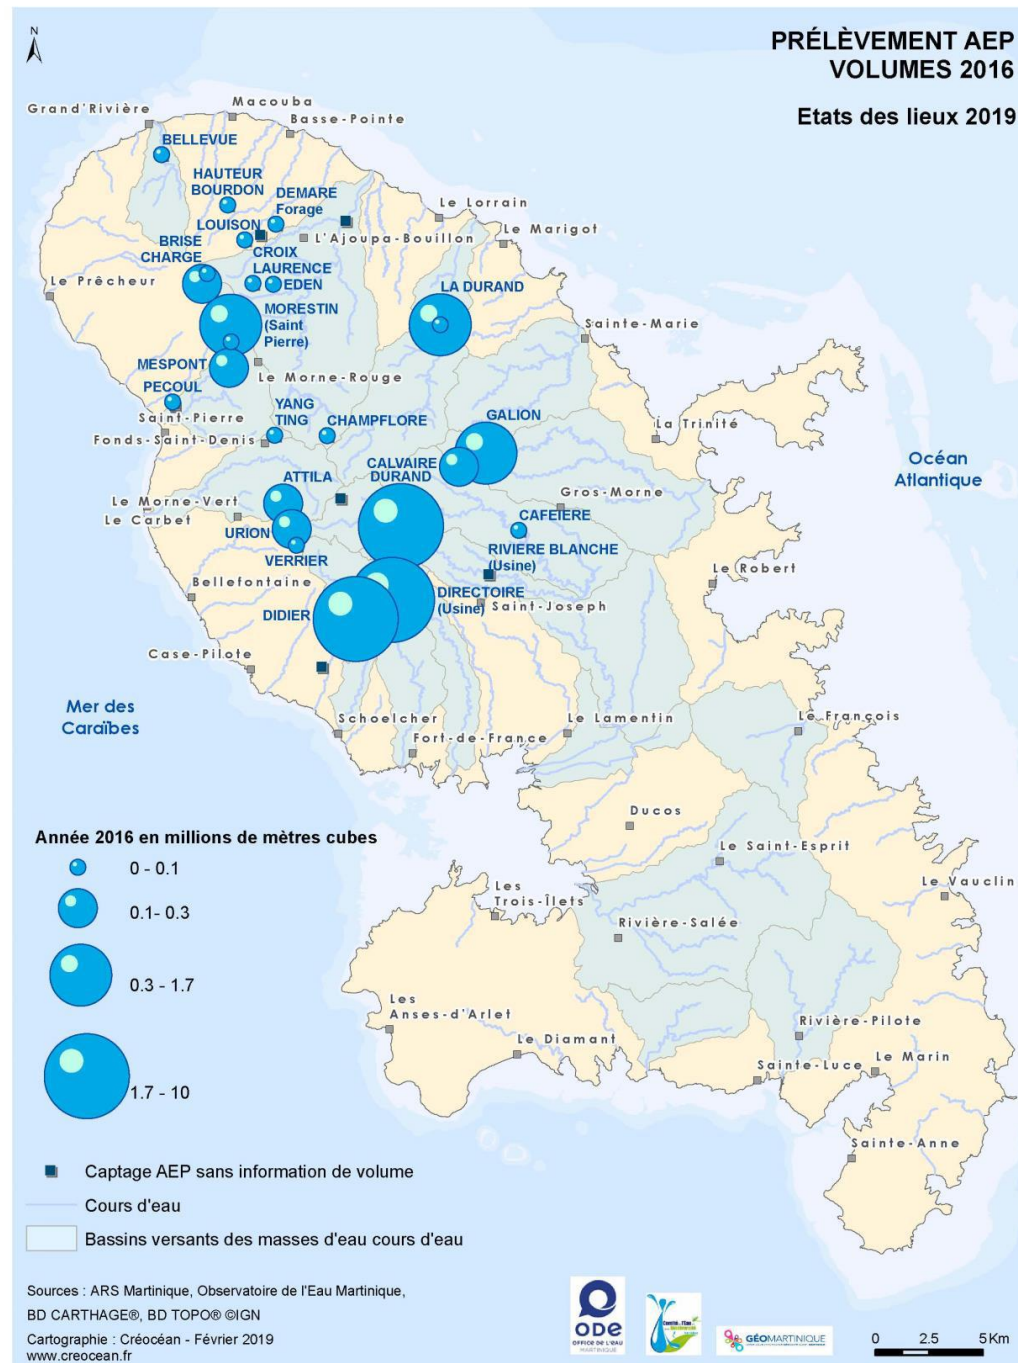 N
PRÉLÈVEMENT AEP
VOLUMES 2016
Etats des lieux 2019
Macouba
Grand'Rivière
Basse-Pointe
BELLEVUE
HAUTEUR
BOURDON
DEMARE
Forage
Le Lorrain
LOUISON
L'Ajoupa-Bouillon
Le Marigot
BRISE
CHARGE
CROIX
LAURENCE
EDEN
Le Prêcheur
LA DURAND
MORESTIN
(Saint
Pierre)
Sainte-Marie
MESPONT
Le Morne-Rouge
PECOUL
Saint-Pierre
YANG
TING
CHAMPFLORE
GALION
La Trinité
Fonds-Saint-Denis
Océan
Atlantique
CALVAIRE
DURAND
ATTILA
Gros-Morne
Le Morne-Vert
Le Carbet
CAFEIERE
URION
VERRIER
RIVIERE BLANCHE
(Usine)
Le Robert
Bellefontaine
DIRECTOIRE
(Usine)
Saint-Joseph
DIDIER
Case-Pilote
Mer des
Caraïbes
Schoelcher
Fort-de-France
Le Lamentin
Le François
Ducos
Année 2016 en millions de mètres cubes
0 - 0.1
0.1- 0.3
0.3 - 1.7
1.7 - 10
Le Saint-Esprit
Les
Trois-Îlets
Le Vauclin
Rivière-Salée
Les
Anses-d'Arlet
Rivière-Pilote
Le Diamant
Sainte-Luce
Le Marin
Sainte-Anne
Captage AEP sans information de volume
Cours d'eau
Bassins versants des masses d'eau cours d'eau
Sources : ARS Martinique, Observatoire de l'Eau Martinique,
BD CARTHAGE®, BD TOPO® ©IGN
Cartographie : Créocéan - Février 2019
www.creocean.fr
ODE
OFFICE DE L'EAU
MARTINIQUE
GÉOMARTINIQUE
0 2.5 5Km